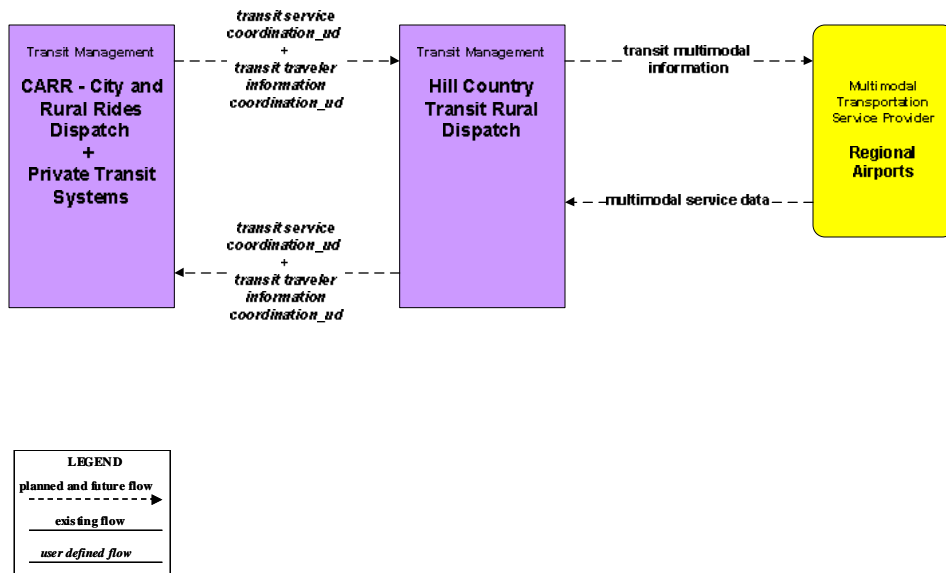 Transit Management
CARR - City and
Rural Rides
Dispatch
+
Private Transit
Systems
transit service
coordination_ud
+
transit traveler
information
coordination_ud
transit service
coordination_ud
+
transit traveler
information
coordination_ud
Transit Management
Hill Country
Transit Rural
Dispatch
transit multimodal
information
multimodal service data
Multimodal
Transportation
Service Provider
Regional
Airports
LEGEND
planned and future flow
existing flow
user defined flow